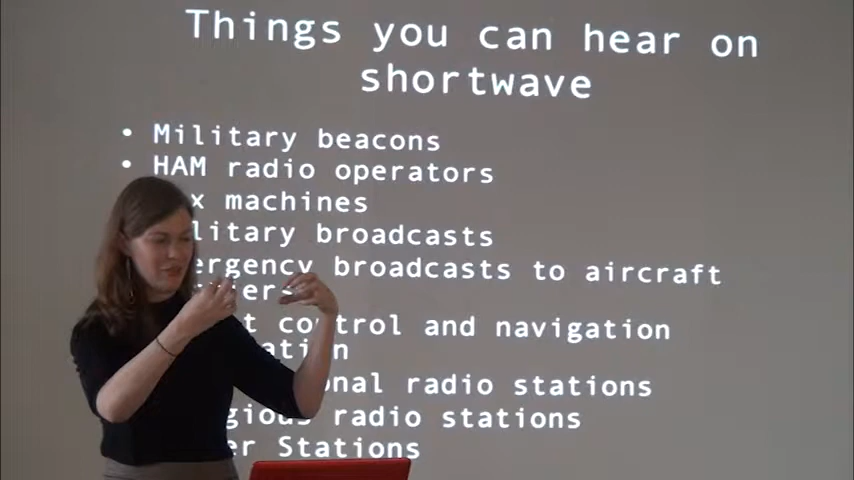 Things you can hear on
shortwave
• Military beacons
• HAM radio operators
x machines
litary broadcasts
ergency broadcasts to aircraft
control and navigation
onal radio stations
gious radio stations
er Stations